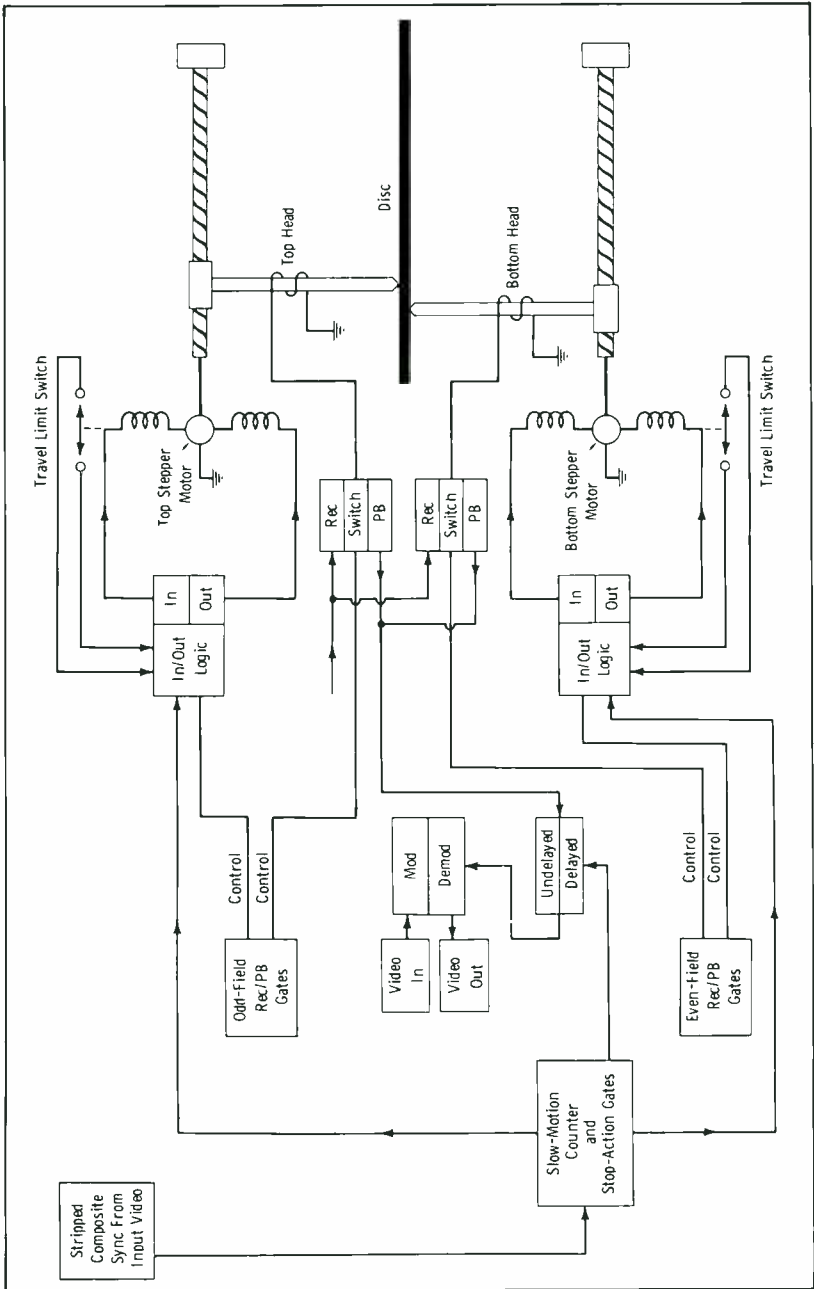 Stripped
Composite
Sync From
Input Video
Slow-Motion
Counter
and
Stop-Action Gates
Odd-Field
Rec/PB
Gates
Control
Control
Video
In
Video
Out
Mod
Demod
Undelayed
Delayed
Even-Field
Rec/PB
Gates
Control
Control
Travel Limit Switch
In/Out
Logic
In
Out
Top Stepper
Motor
Rec
Switch
PB
Top Head
Disc
Rec
Switch
PB
Bottom Head
In/Out
Logic
In
Out
Bottom Stepper
Motor
Travel Limit Switch